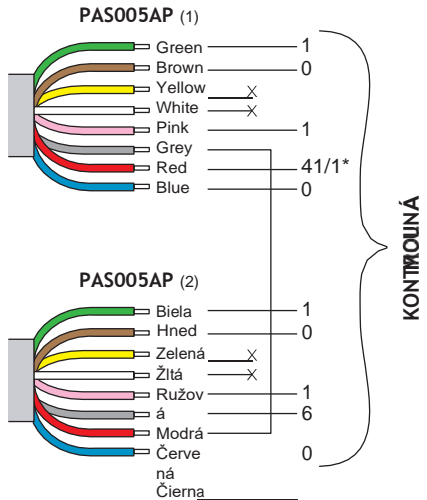 PAS005AP (1)
Green 1
Brown 0
Yellow X
White X
Pink 1
Grey
Red 41/1*
Blue 0
PAS005AP (2)
Biela 1
Hned 0
Zelená X
Žltá X
Ružov 1
á 6
Modrá
Červe 0
ná
Čierna